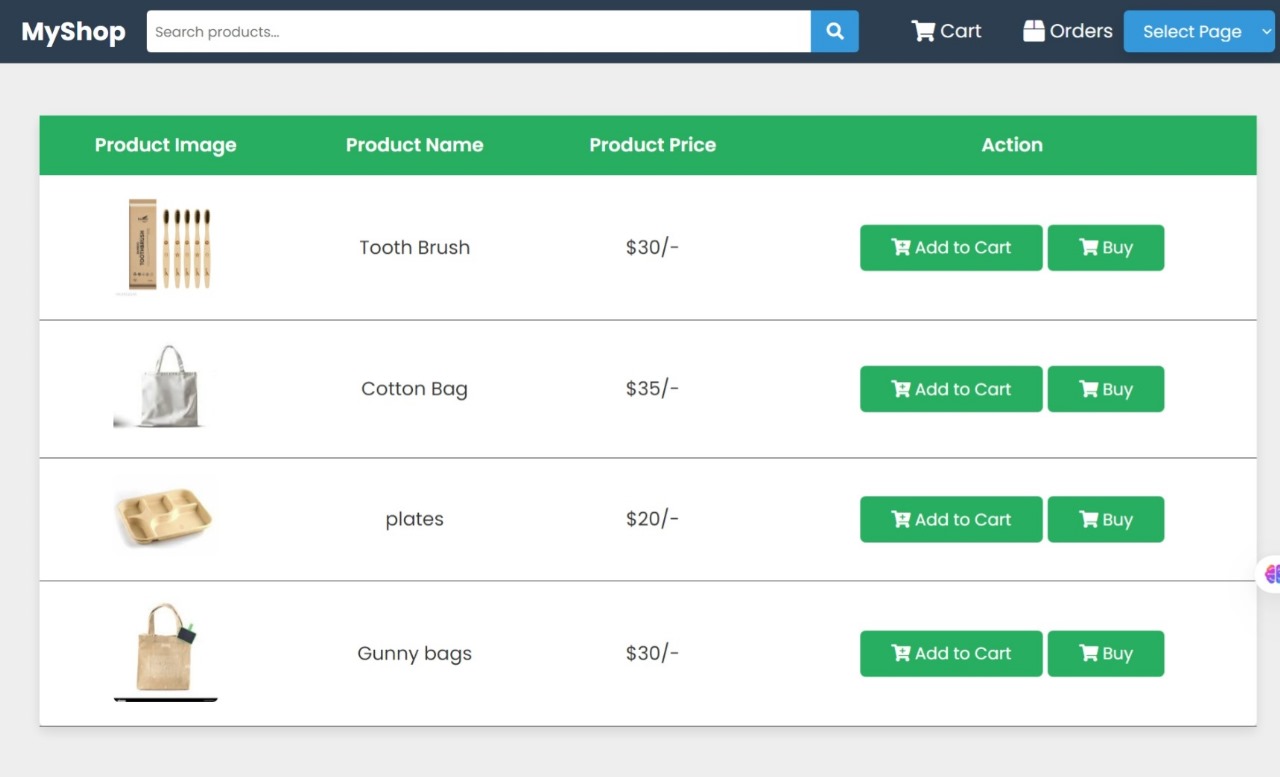 MyShop Search products... Cart Orders Select Page
Product Image Product Name Product Price Action
TOOTHBRUSH
Tooth Brush $30/- Add to Cart Buy
Cotton Bag $35/- Add to Cart Buy
plates $20/- Add to Cart Buy
Gunny bags $30/- Add to Cart Buy